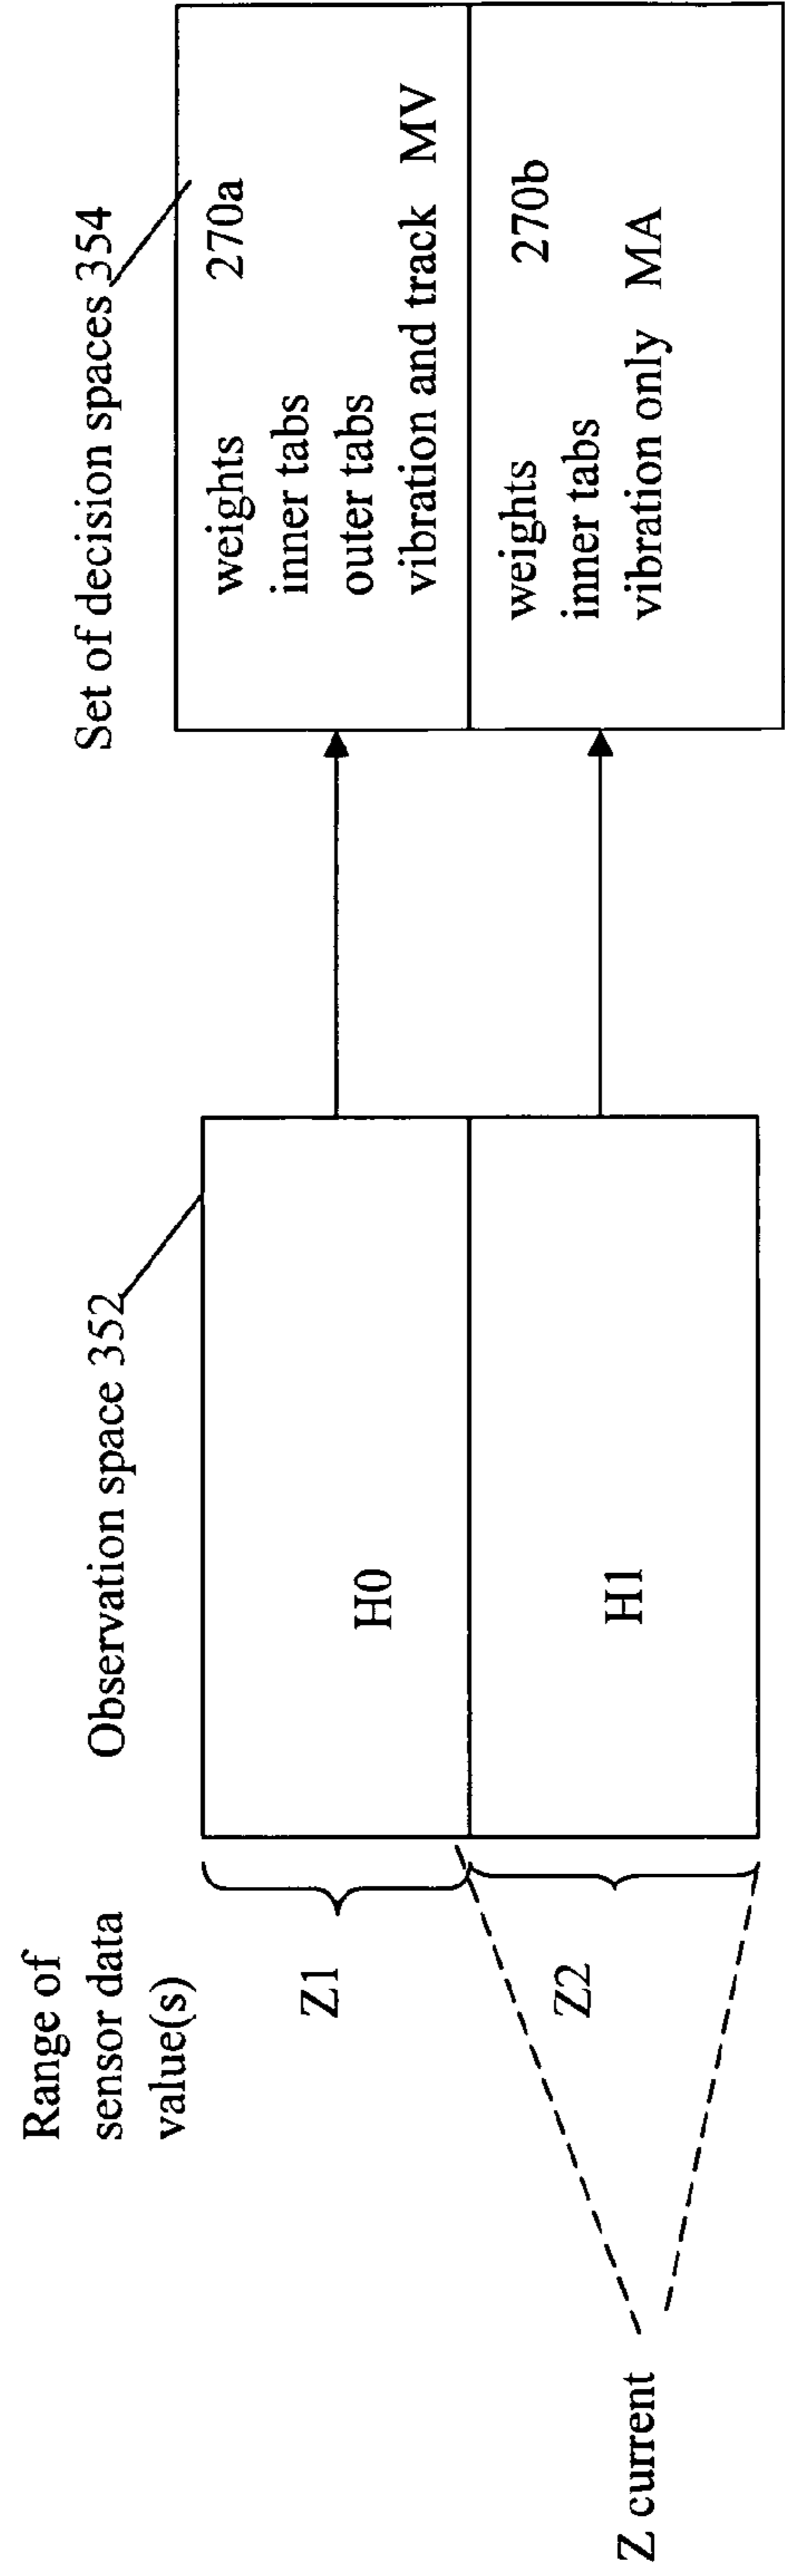 Range of
sensor data
value(s)
Observation space 352
Set of decision spaces 354
Z1
H0
weights 270a
inner tabs
outer tabs
vibration and track MV
Z2
H1
weights 270b
inner tabs
vibration only MA
Z current